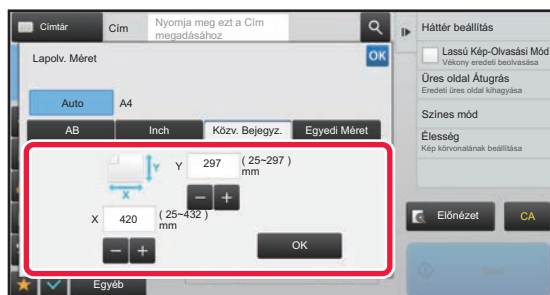 Címtár
Cím
Nyomja meg ezt a Cím
megadásához
Lapolv. Méret
OK
Auto
A4
AB
Inch
Közv. Bejegyz.
Egyedi Méret
Y
X
Y
297
( 25~297 )
mm
X
420
( 25~432 )
mm
OK
Egyéb
Háttér beállítás
Lassú Kép-Olvasási Mód
Vékony eredeti beolvasása
Üres oldal Átugrás
Eredeti üres oldal kihagyása
Színes mód
Élesség
Kép körvonalának beállítása
Előnézet
CA